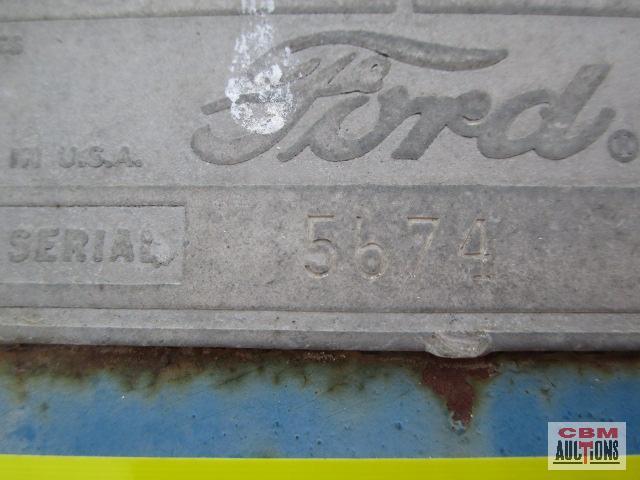 Ford®
IN U.S.A.
SERIAL 5674
CBM
AUCTIONS